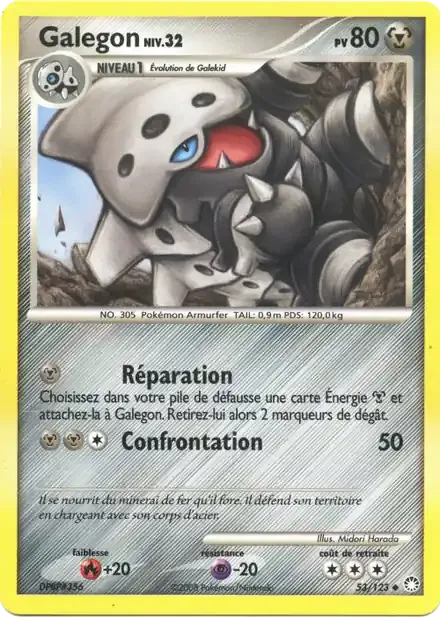 Galegon NIV.32 PV 80
NIVEAU 1 Évolution de Galekid
NO. 305 Pokémon Armurfer TAIL: 0,9 m PDS: 120,0 kg
Réparation
Choisissez dans votre pile de défausse une carte Énergie et
attachez-la à Galegon. Retirez-lui alors 2 marqueurs de dégât.
Confrontation 50
Il se nourrit du minerai de fer qu'il fore. Il défend son territoire
en chargeant avec son corps d'acier.
Illus. Midori Harada
faiblesse résistance coût de retraite
+20 -20
DPBP#356 ©2008 Pokémon/Nintendo 53/123